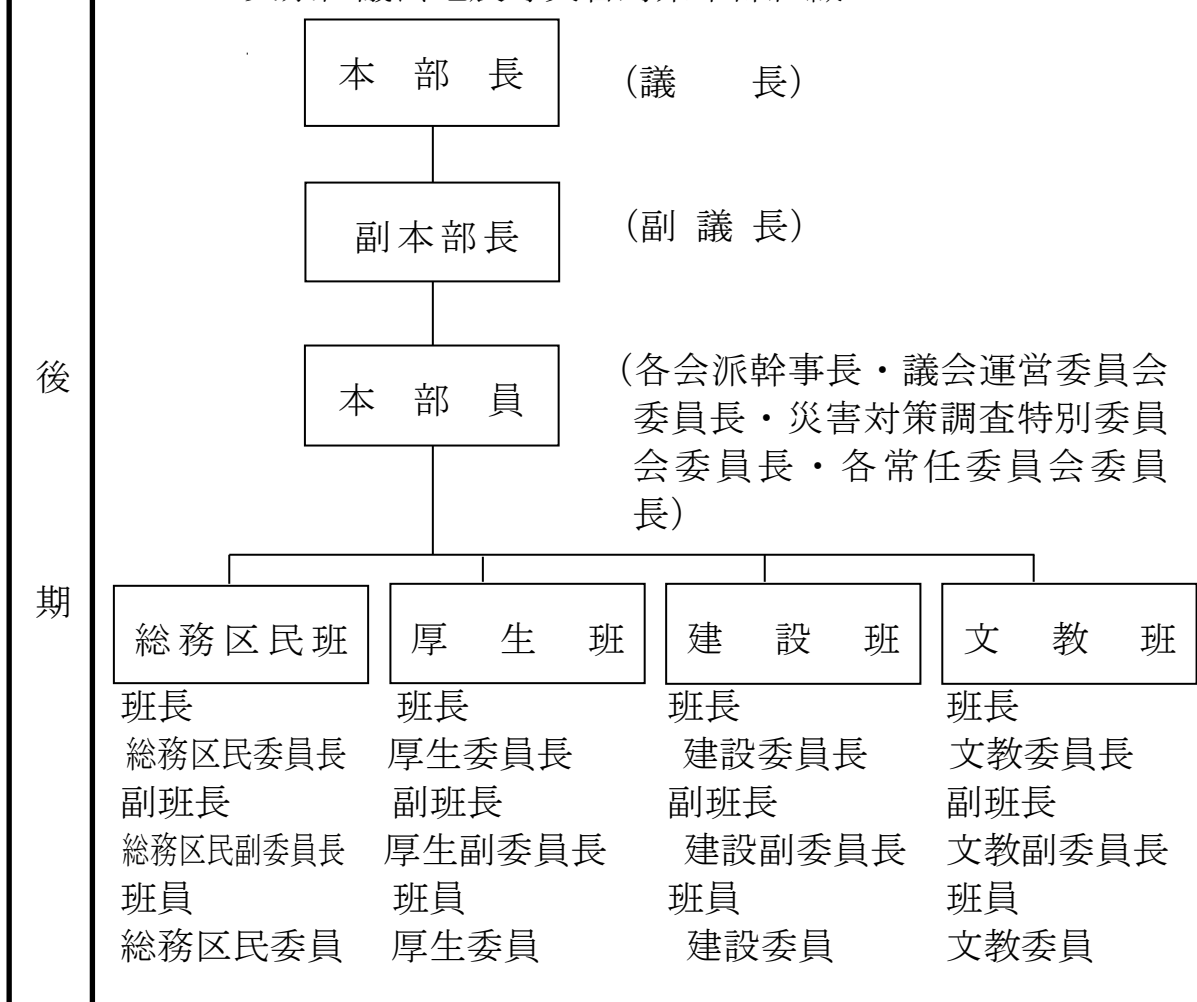 本部長
(議長)
副本部長
(副議長)
本部員
(各会派幹事長・議会運営委員会
委員長・災害対策調査特別委員
会委員長・各常任委員会委員
長)
後
期
総務区民班 厚生班 建設班 文教班
班長 班長 班長 班長
総務区民委員長 厚生委員長 建設委員長 文教委員長
副班長 副班長 副班長 副班長
総務区民副委員長 厚生副委員長 建設副委員長 文教副委員長
班員 班員 班員 班員
総務区民委員 厚生委員 建設委員 文教委員